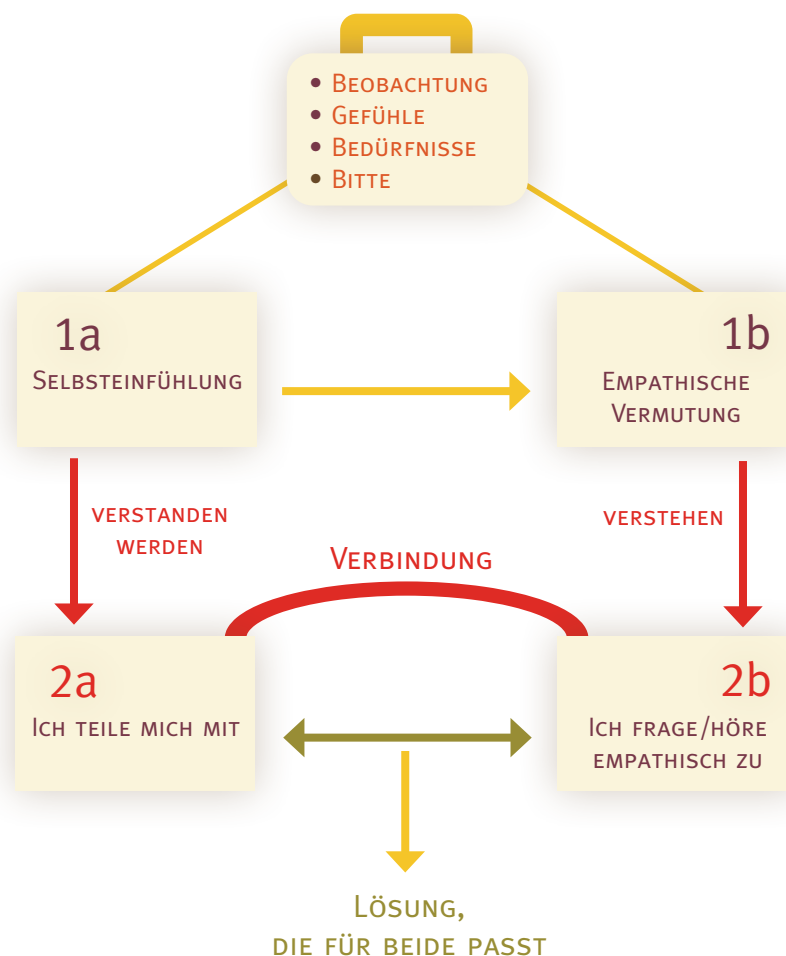 • Beobachtung
• Gefühle
• Bedürfnisse
• Bitte
1a
Selbsteinfühlung
1b
Empathische
Vermutung
verstanden
werden
verstehen
Verbindung
2a
Ich teile mich mit
2b
Ich frage/höre
empathisch zu
Lösung,
die für beide passt